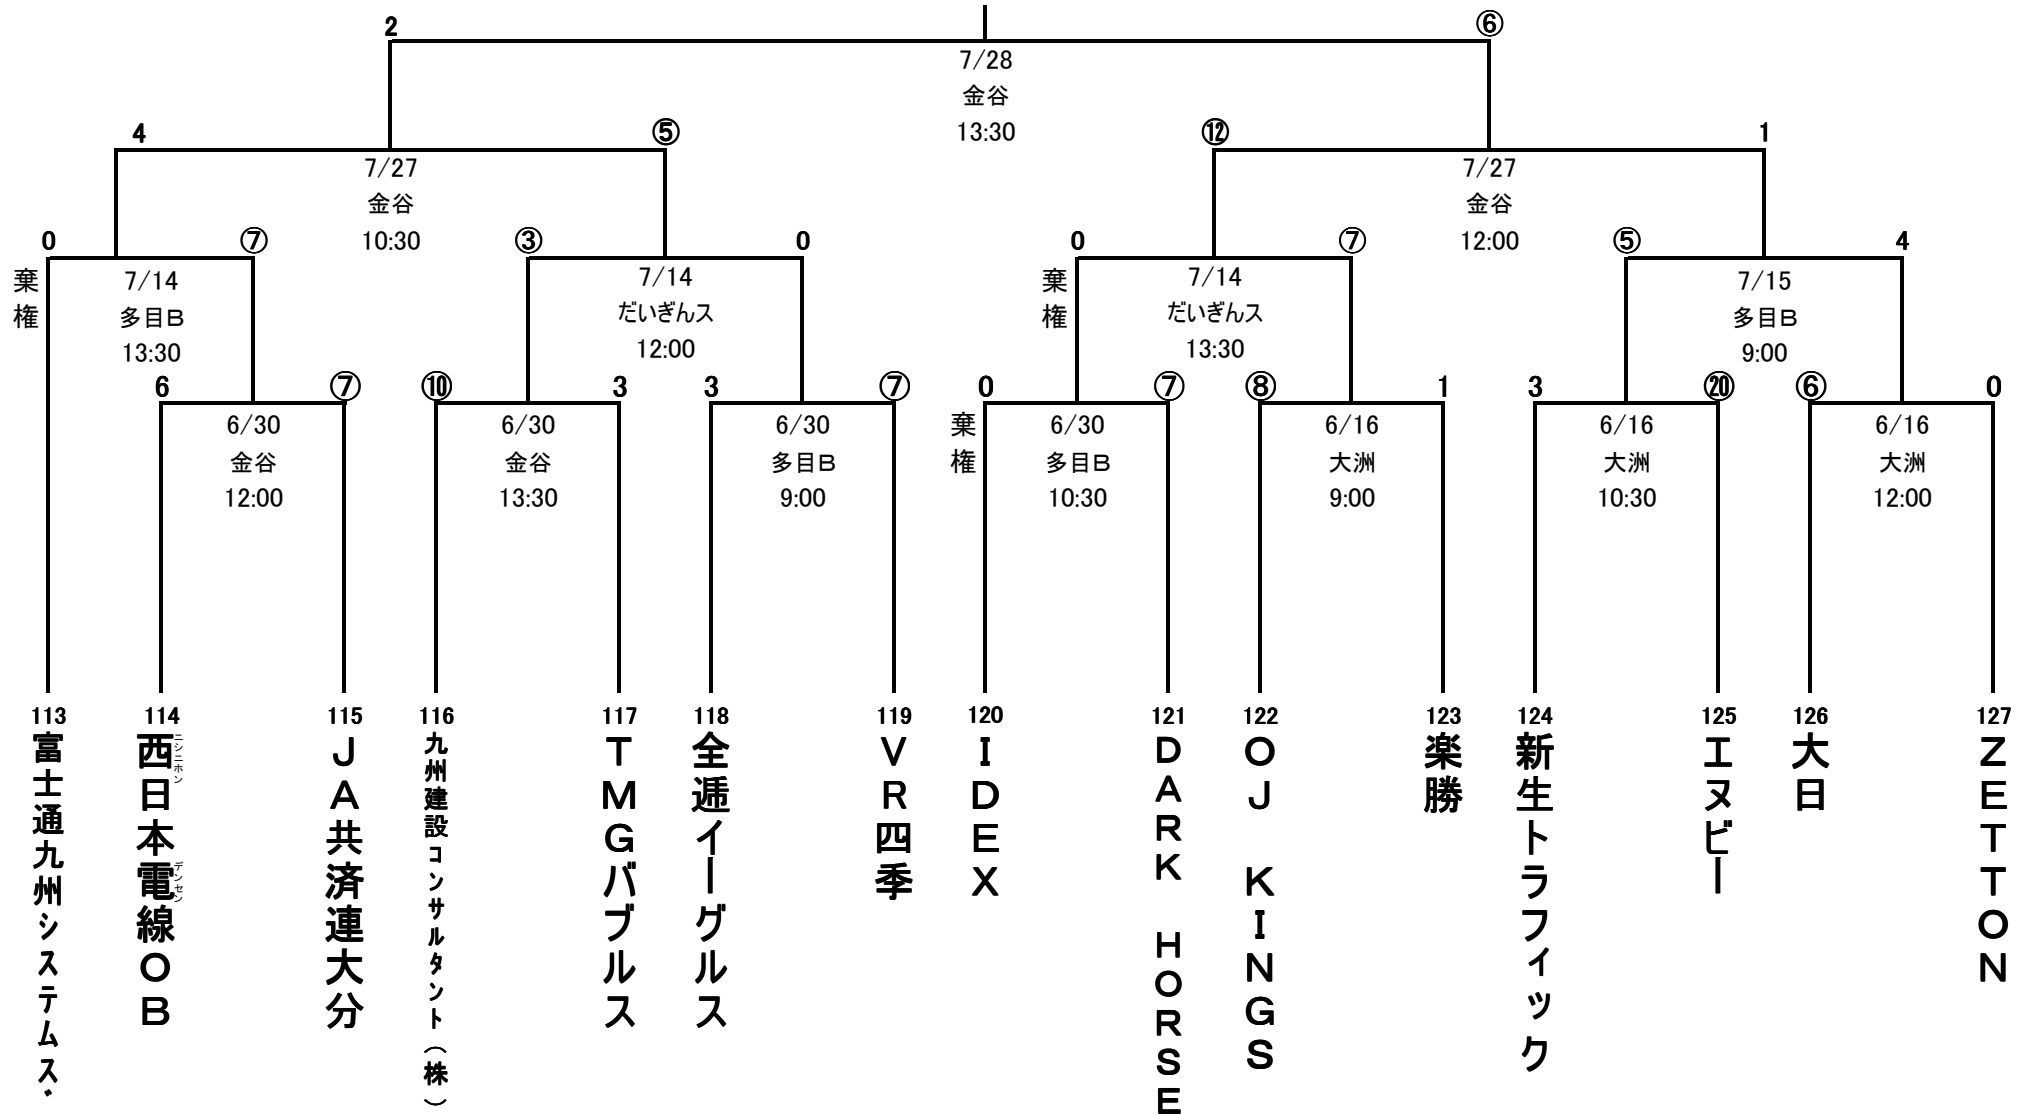 2
⑥
7/28
金谷
13:30
4
⑤
⑫
1
7/27
金谷
10:30
7/27
金谷
12:00
0
⑦
③
0
0
⑦
⑤
4
棄権
7/14
多目B
13:30
7/14
だいぎんス
12:00
棄権
7/14
だいぎんス
13:30
7/15
多目B
9:00
6
⑦
⑩
3
3
⑦
0
⑦
⑧
1
3
⑳
⑥
0
6/30
金谷
12:00
6/30
金谷
13:30
6/30
多目B
9:00
棄権
6/30
多目B
10:30
6/16
大洲
9:00
6/16
大洲
10:30
6/16
大洲
12:00
113
富士通九州システムズ
114
西日本電線OB
ニシニホン
デンセン
115
JA共済連大分
116
九州建設コンサルタント(株)
117
TMGバブルス
118
全逓イーグルス
119
VR四季
120
IDEX
121
DARK HORSE
122
OJ KINGS
123
楽勝
124
新生トラフィック
125
エヌビー
126
大日
127
ZETTON